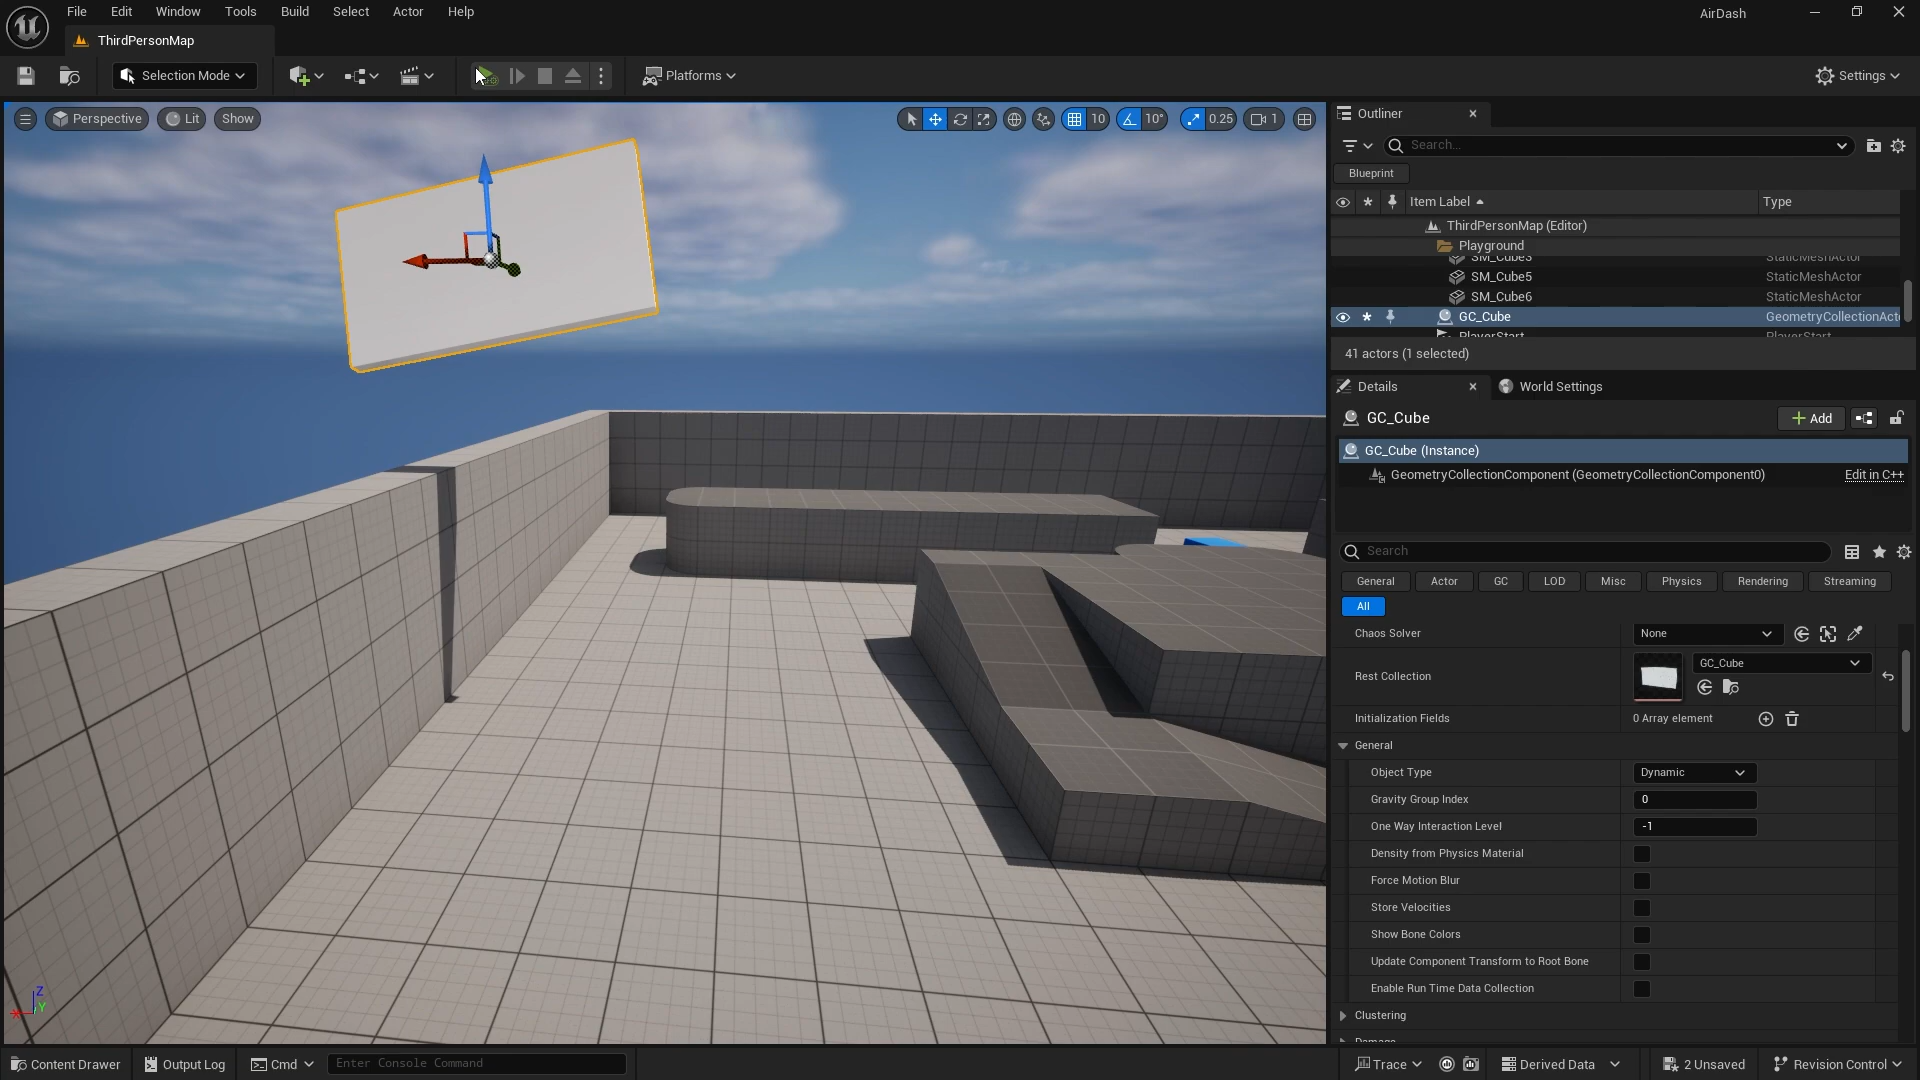 File Edit Window Tools Build Select Actor Help
AirDash
ThirdPersonMap
Selection Mode
Platforms
Settings
Perspective Lit Show
10 10° 0.25 1
Outliner
Search...
Blueprint
Item Label Type
ThirdPersonMap (Editor)
Playground
SM_Cube3 StaticMeshActor
SM_Cube5 StaticMeshActor
SM_Cube6 StaticMeshActor
GC_Cube GeometryCollectionActo
PlayerStart PlayerStart
41 actors (1 selected)
Details World Settings
GC_Cube
Add
GC_Cube (Instance)
GeometryCollectionComponent (GeometryCollectionComponent0) Edit in C++
Search
General Actor GC LOD Misc Physics Rendering Streaming
All
Chaos Solver None
Rest Collection GC_Cube
Initialization Fields 0 Array element
General
Object Type Dynamic
Gravity Group Index 0
One Way Interaction Level -1
Density from Physics Material
Force Motion Blur
Store Velocities
Show Bone Colors
Update Component Transform to Root Bone
Enable Run Time Data Collection
Clustering
Damage
Z
Y
X
Content Drawer Output Log Cmd Enter Console Command
Trace Derived Data 2 Unsaved Revision Control